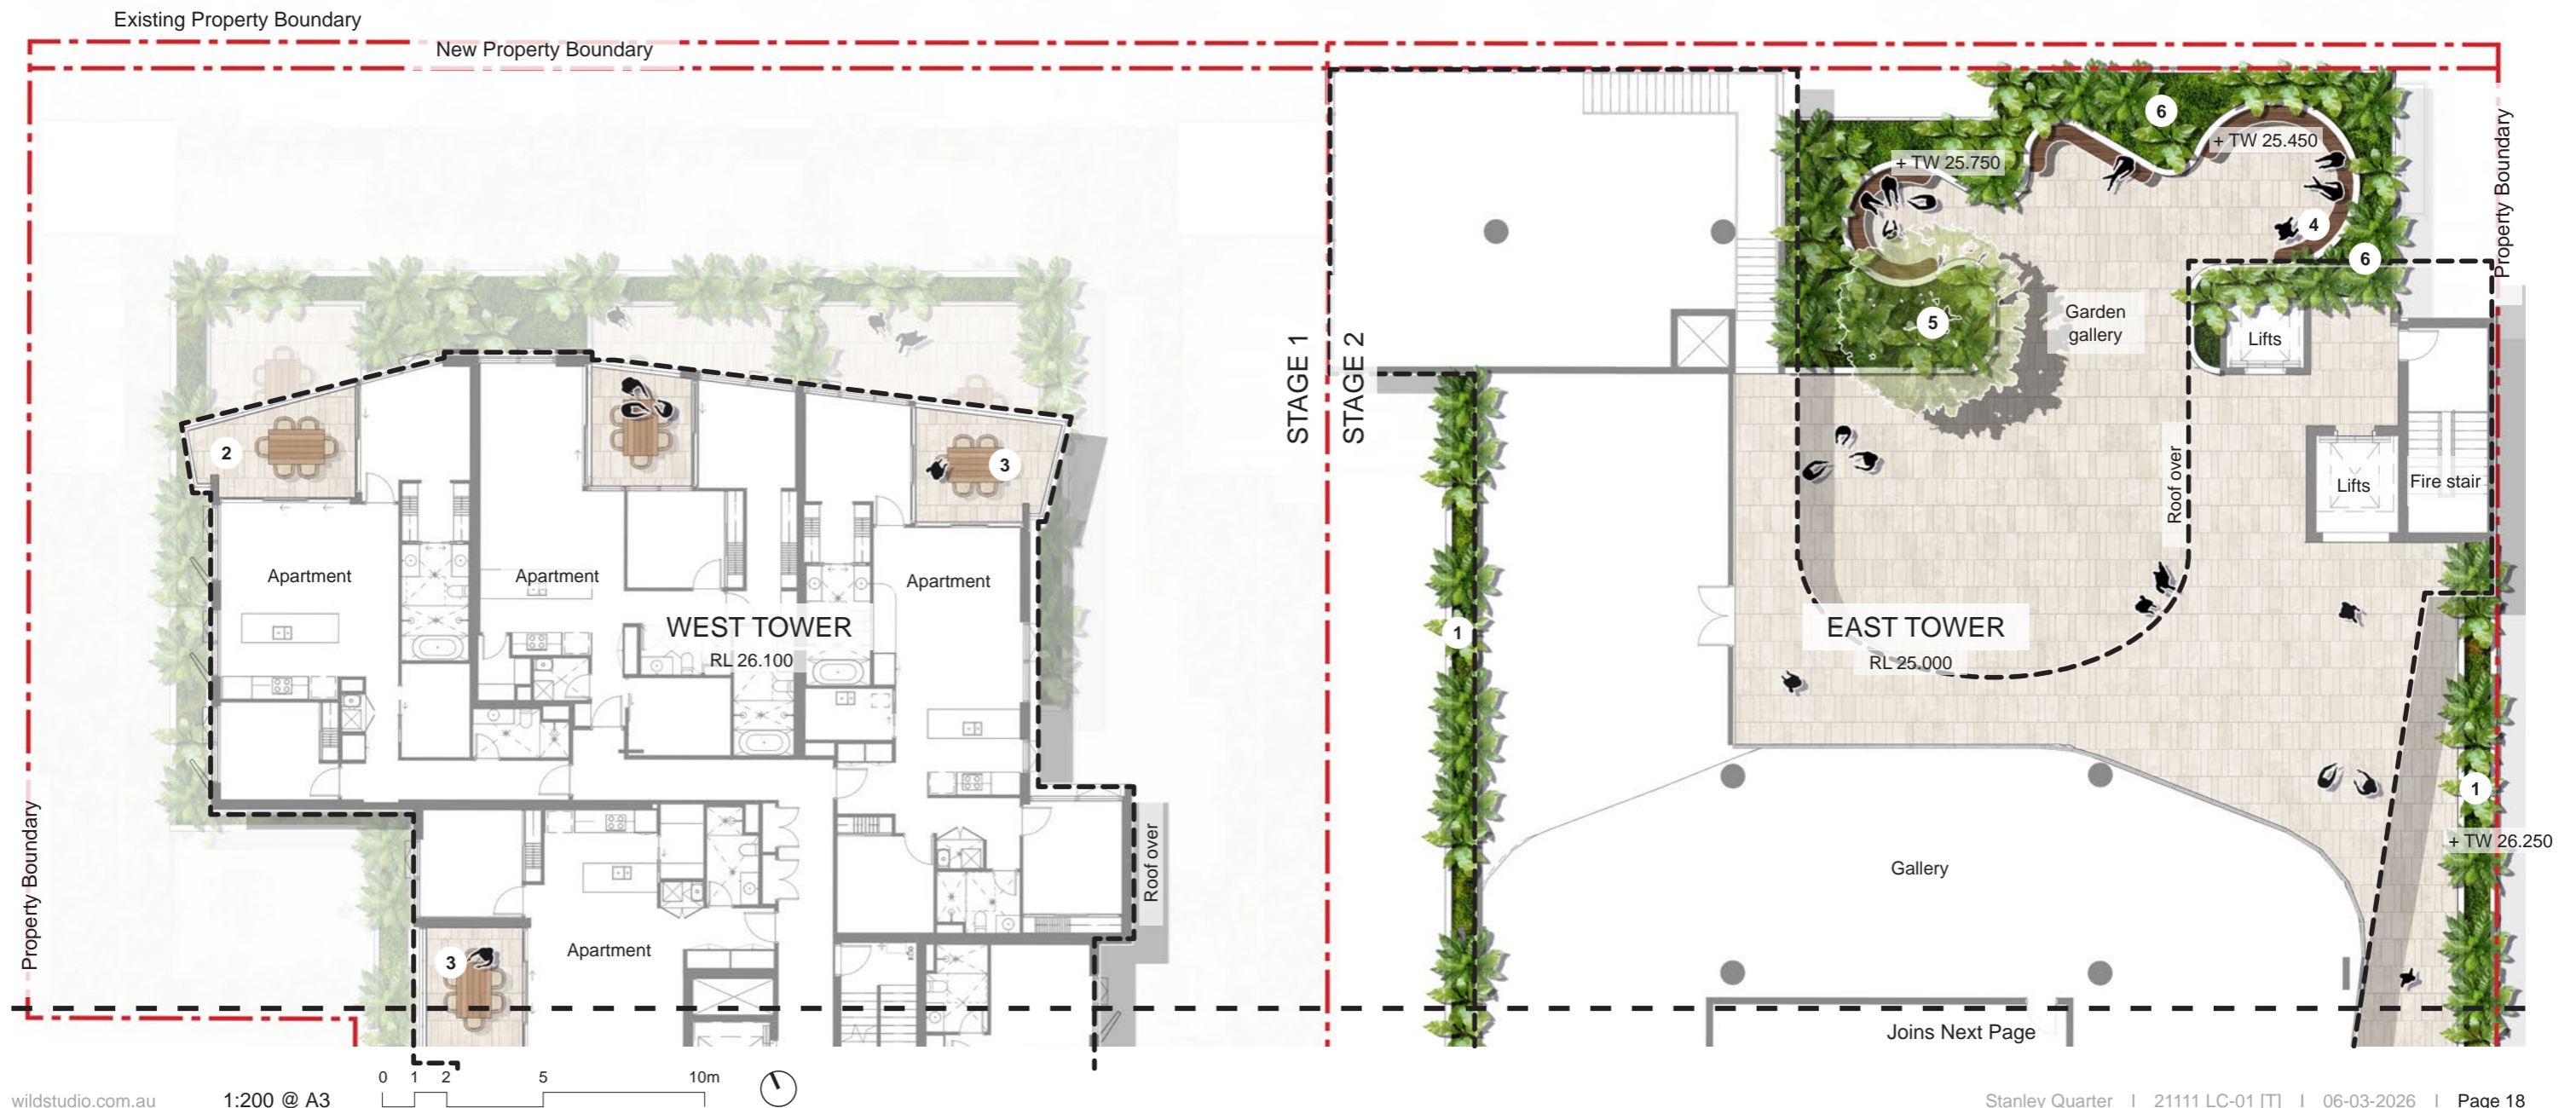 Existing Property Boundary
New Property Boundary
6
+ TW 25.450
+ TW 25.750
Property Boundary
4
6
5
Garden
gallery
Lifts
STAGE 1
STAGE 2
2
3
Roof over
Lifts
Fire stair
Apartment
Apartment
Apartment
WEST TOWER
RL 26.100
1
EAST TOWER
RL 25.000
1
+ TW 26.250
Property Boundary
Roof over
Gallery
Apartment
3
Joins Next Page
0 1 2 5 10m
wildstudio.com.au
1:200 @ A3
Stanley Quarter I 21111 LC-01 [T] I 06-03-2026 I Page 18